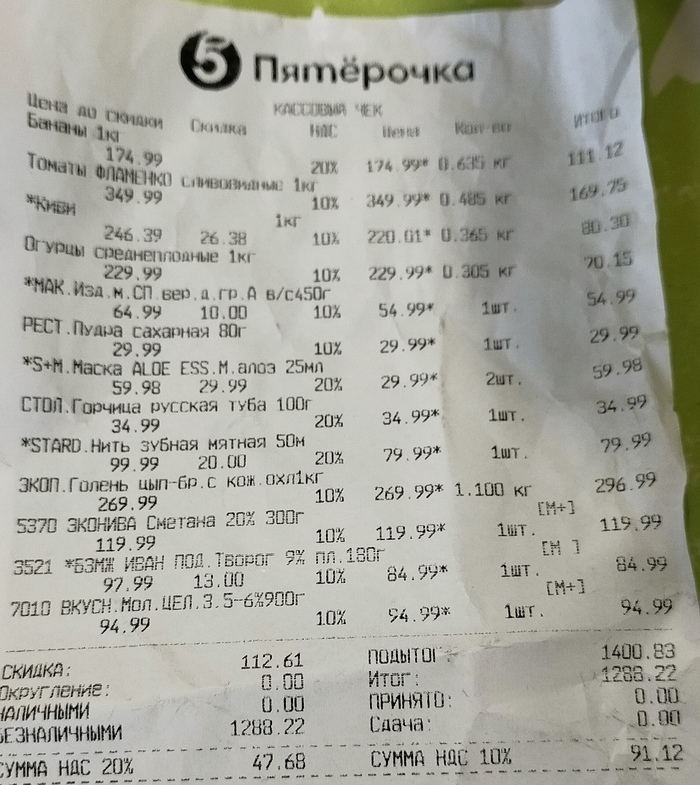 5 Пятёрочка
КАССОВЫЙ ЧЕК
Цена до скидки Скидка НДС Цена Кол-во ИТОГО
Бананы 1кг
174.99 20% 174.99* 0.635 кг 111.12
Томаты ФЛАМЕНКО сливовидные 1кг
349.99 10% 349.99* 0.485 кг 169.75
*Киви 1кг
246.39 26.38 10% 220.01* 0.365 кг 80.30
Огурцы среднеплодные 1кг
229.99 10% 229.99* 0.305 кг 70.15
*МАК.Изд.м.СП.вер.д.гр.А в/с450г
64.99 10.00 10% 54.99* 1шт. 54.99
РЕСТ.Пудра сахарная 80г
29.99 10% 29.99* 1шт. 29.99
*S+M.Маска ALOE ESS.М.алоэ 25мл
59.98 29.99 20% 29.99* 2шт. 59.98
СТОЛ.Горчица русская туба 100г
34.99 20% 34.99* 1шт. 34.99
*STARD.Нить зубная мятная 50м
99.99 20.00 20% 79.99* 1шт. 79.99
ЭКОП.Голень цып-бр.с кож.охл1кг
269.99 10% 269.99* 1.100 кг 296.99
[М+]
5370 ЭКОНИВА Сметана 20% 300г
119.99 10% 119.99* 1шт. 119.99
[М ]
3521 *БЗМЖ ИВАН ПОД.Творог 9% пл.180г
97.99 13.00 10% 84.99* 1шт. 84.99
[М+]
7010 ВКУСН.Мол.ЦЕЛ.3.5-6%900г
94.99 10% 94.99* 1шт. 94.99
СКИДКА: 112.61 ПОДЫТОГ: 1400.83
Округление: 0.00 Итог: 1288.22
НАЛИЧНЫМИ 0.00 ПРИНЯТО: 0.00
БЕЗНАЛИЧНЫМИ 1288.22 Сдача: 0.00
СУММА НДС 20% 47.68 СУММА НДС 10% 91.12